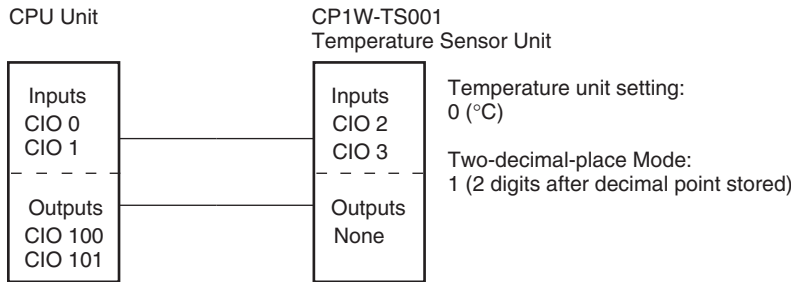 CPU Unit
CP1W-TS001
Temperature Sensor Unit
Inputs
CIO 0
CIO 1
Outputs
CIO 100
CIO 101
Inputs
CIO 2
CIO 3
Outputs
None
Temperature unit setting:
0 (°C)
Two-decimal-place Mode:
1 (2 digits after decimal point stored)